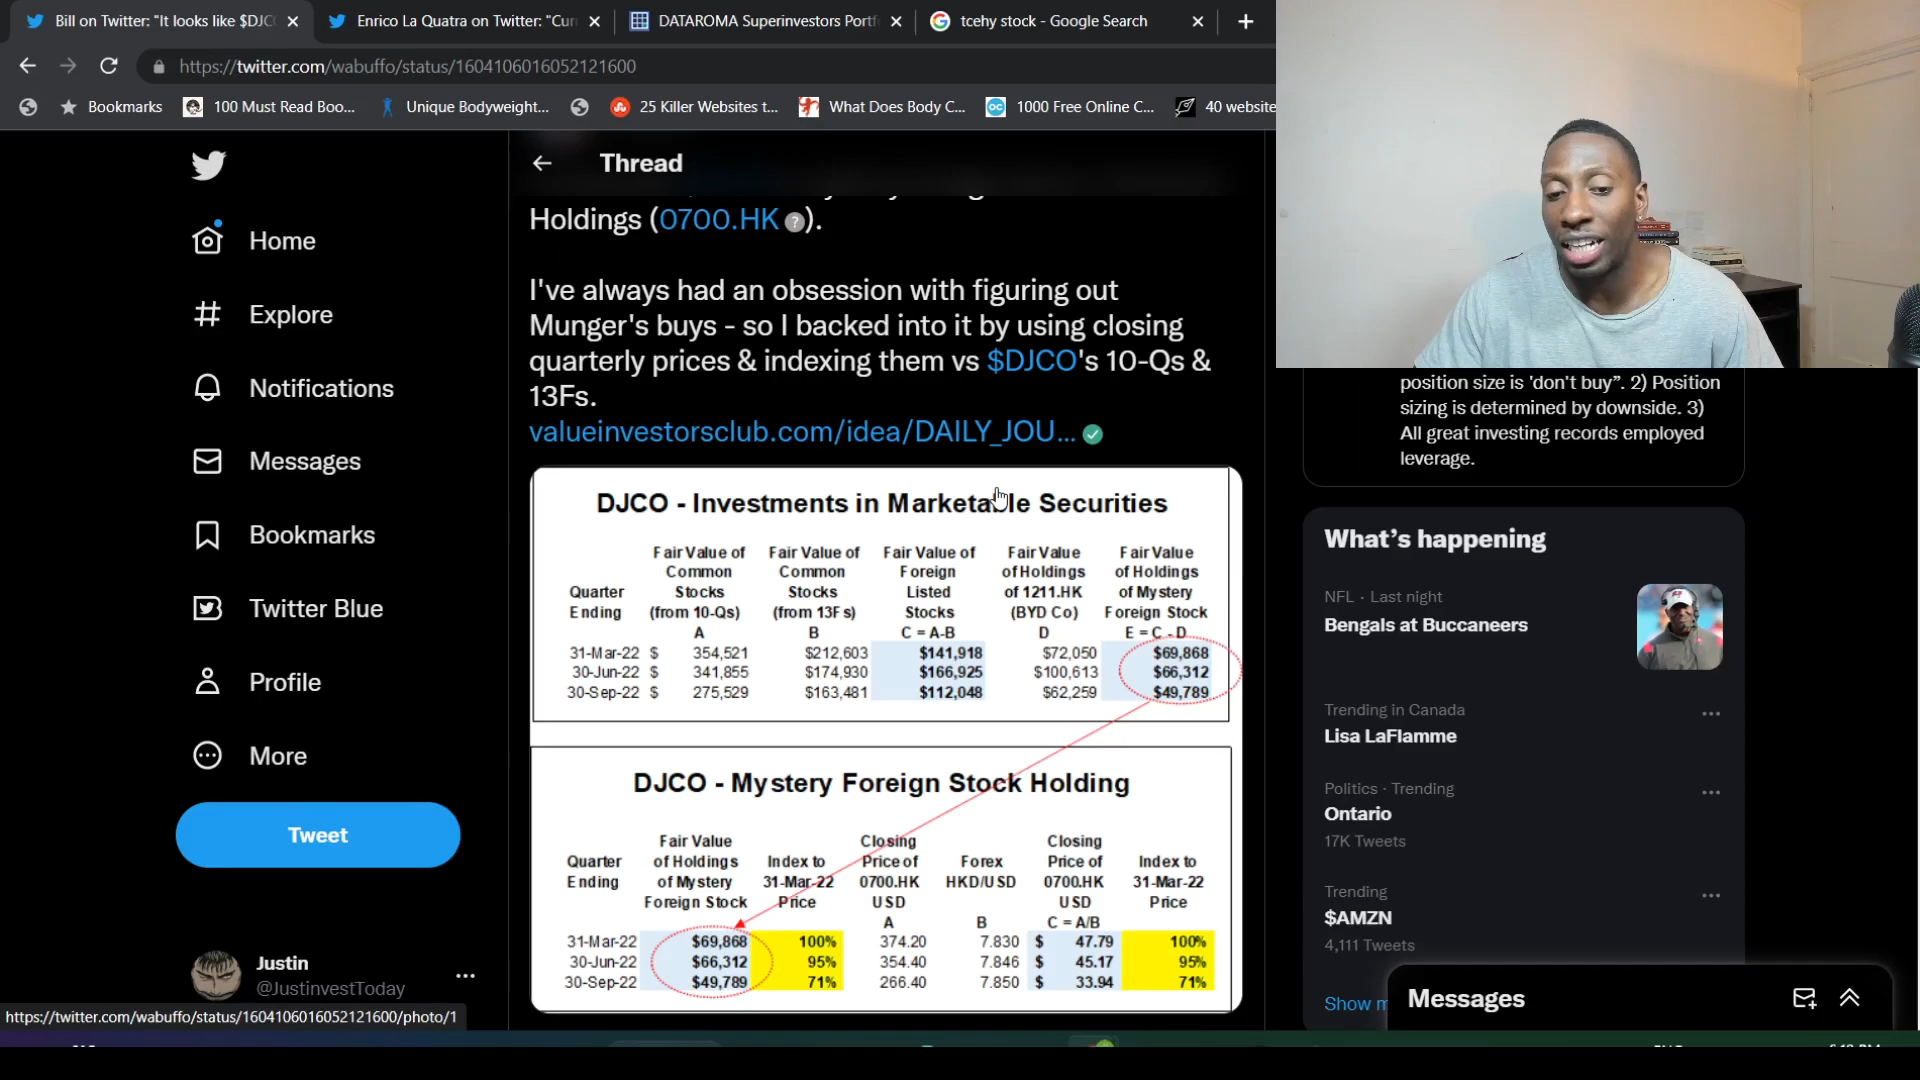 Bill on Twitter: "It looks like $DJC
Enrico La Quatra on Twitter: "Cur
DATAROMA Superinvestors Portf
tcehy stock - Google Search
https://twitter.com/wabuffo/status/1604106016052121600
Bookmarks
100 Must Read Boo...
Unique Bodyweight...
25 Killer Websites t...
What Does Body C...
1000 Free Online C...
40 website
Thread
Home
Explore
Notifications
Messages
Bookmarks
Twitter Blue
Profile
More
Tweet
Justin
@JustinvestToday
https://twitter.com/wabuffo/status/1604106016052121600/photo/1
Holdings (0700.HK ?).
I've always had an obsession with figuring out
Munger's buys - so I backed into it by using closing
quarterly prices & indexing them vs $DJCO's 10-Qs &
13Fs.
valueinvestorsclub.com/idea/DAILY_JOU...
DJCO - Investments in Marketable Securities
Fair Value of Fair Value of Fair Value of Fair Value Fair Value
Common Common Foreign of Holdings of Holdings
Quarter Stocks Stocks Listed of 1211.HK of Mystery
Ending (from 10-Qs) (from 13Fs) Stocks (BYD Co) Foreign Stock
A B C = A-B D E = C - D
31-Mar-22 $ 354,521 $212,603 $141,918 $72,050 $69,868
30-Jun-22 $ 341,855 $174,930 $166,925 $100,613 $66,312
30-Sep-22 $ 275,529 $163,481 $112,048 $62,259 $49,789
DJCO - Mystery Foreign Stock Holding
Fair Value Closing Closing
Quarter of Holdings Index to Price of Forex Price of Index to
Ending of Mystery 31-Mar-22 0700.HK HKD/USD 0700.HK 31-Mar-22
Foreign Stock Price USD USD Price
A B C = A/B
31-Mar-22 $69,868 100% 374.20 7.830 $ 47.79 100%
30-Jun-22 $66,312 95% 354.40 7.846 $ 45.17 95%
30-Sep-22 $49,789 71% 266.40 7.850 $ 33.94 71%
position size is 'don't buy". 2) Position
sizing is determined by downside. 3)
All great investing records employed
leverage.
What's happening
NFL · Last night
Bengals at Buccaneers
Trending in Canada
Lisa LaFlamme
Politics · Trending
Ontario
17K Tweets
Trending
$AMZN
4,111 Tweets
Show m
Messages